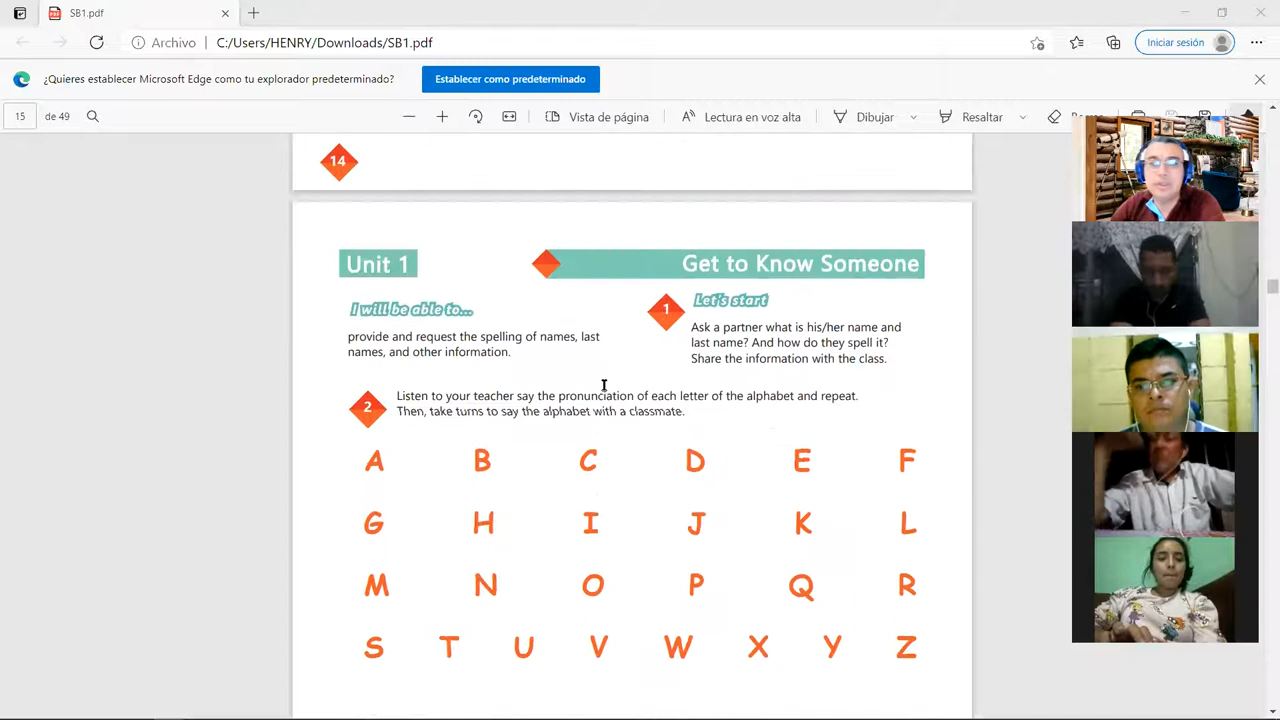 SB1.pdf
Archivo C:/Users/HENRY/Downloads/SB1.pdf Iniciar sesión
¿Quieres establecer Microsoft Edge como tu explorador predeterminado? Establecer como predeterminado
15 de 49 Vista de página Lectura en voz alta Dibujar Resaltar
14
Unit 1 Get to Know Someone
I will be able to...
provide and request the spelling of names, last
names, and other information.
1 Let's start
Ask a partner what is his/her name and
last name? And how do they spell it?
Share the information with the class.
2 Listen to your teacher say the pronunciation of each letter of the alphabet and repeat.
Then, take turns to say the alphabet with a classmate.
A B C D E F
G H I J K L
M N O P Q R
S T U V W X Y Z